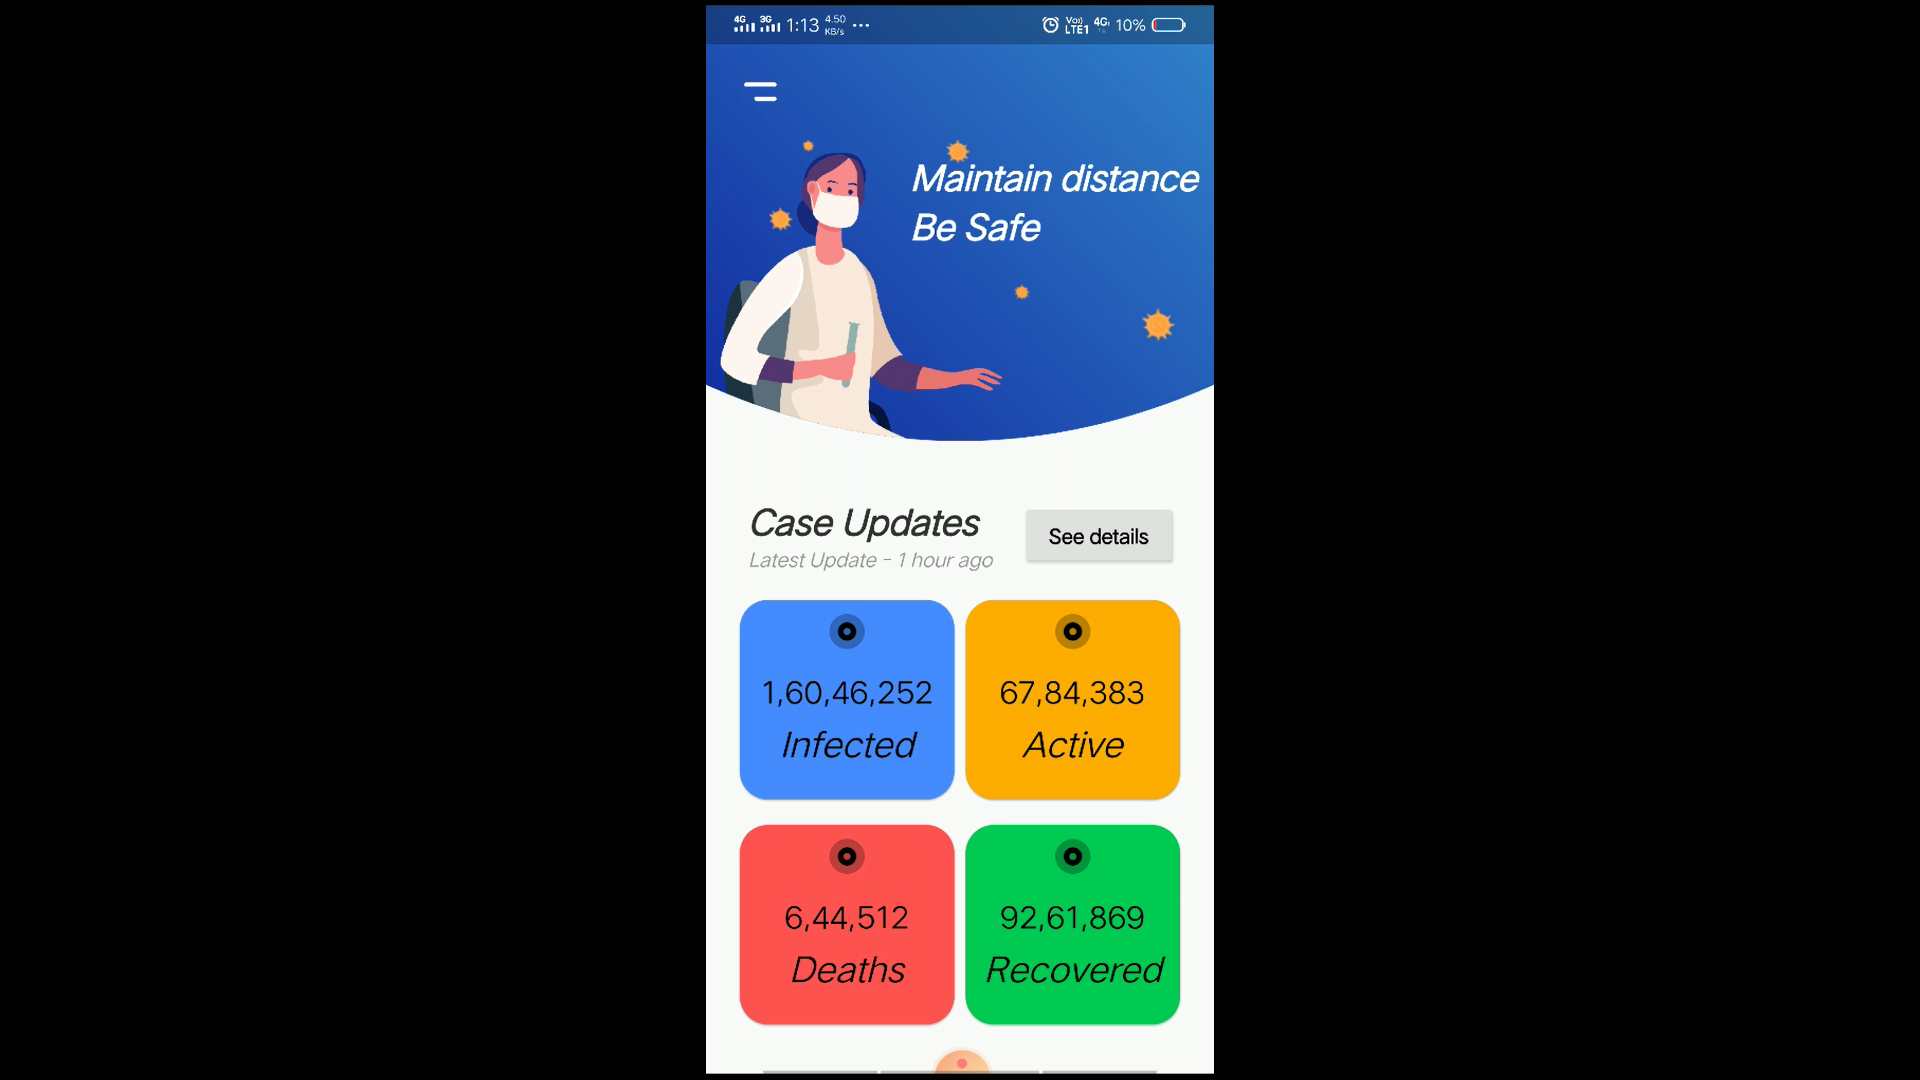 4G 3G 1:13 4.50 KB/s ... Vo)) LTE1 4G 10%
Maintain distance
Be Safe
Case Updates
See details
Latest Update - 1 hour ago
1,60,46,252
Infected
67,84,383
Active
6,44,512
Deaths
92,61,869
Recovered